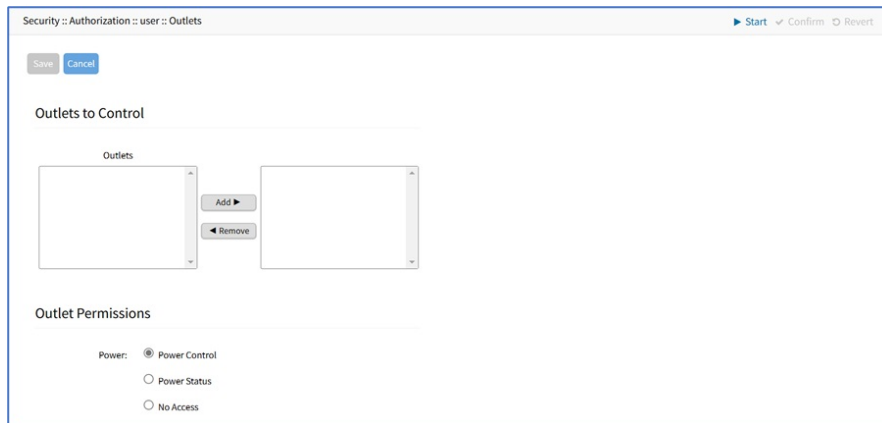 Security :: Authorization :: user :: Outlets
Start Confirm Revert
Save Cancel
Outlets to Control
Outlets
Add
Remove
Outlet Permissions
Power: Power Control
Power Status
No Access